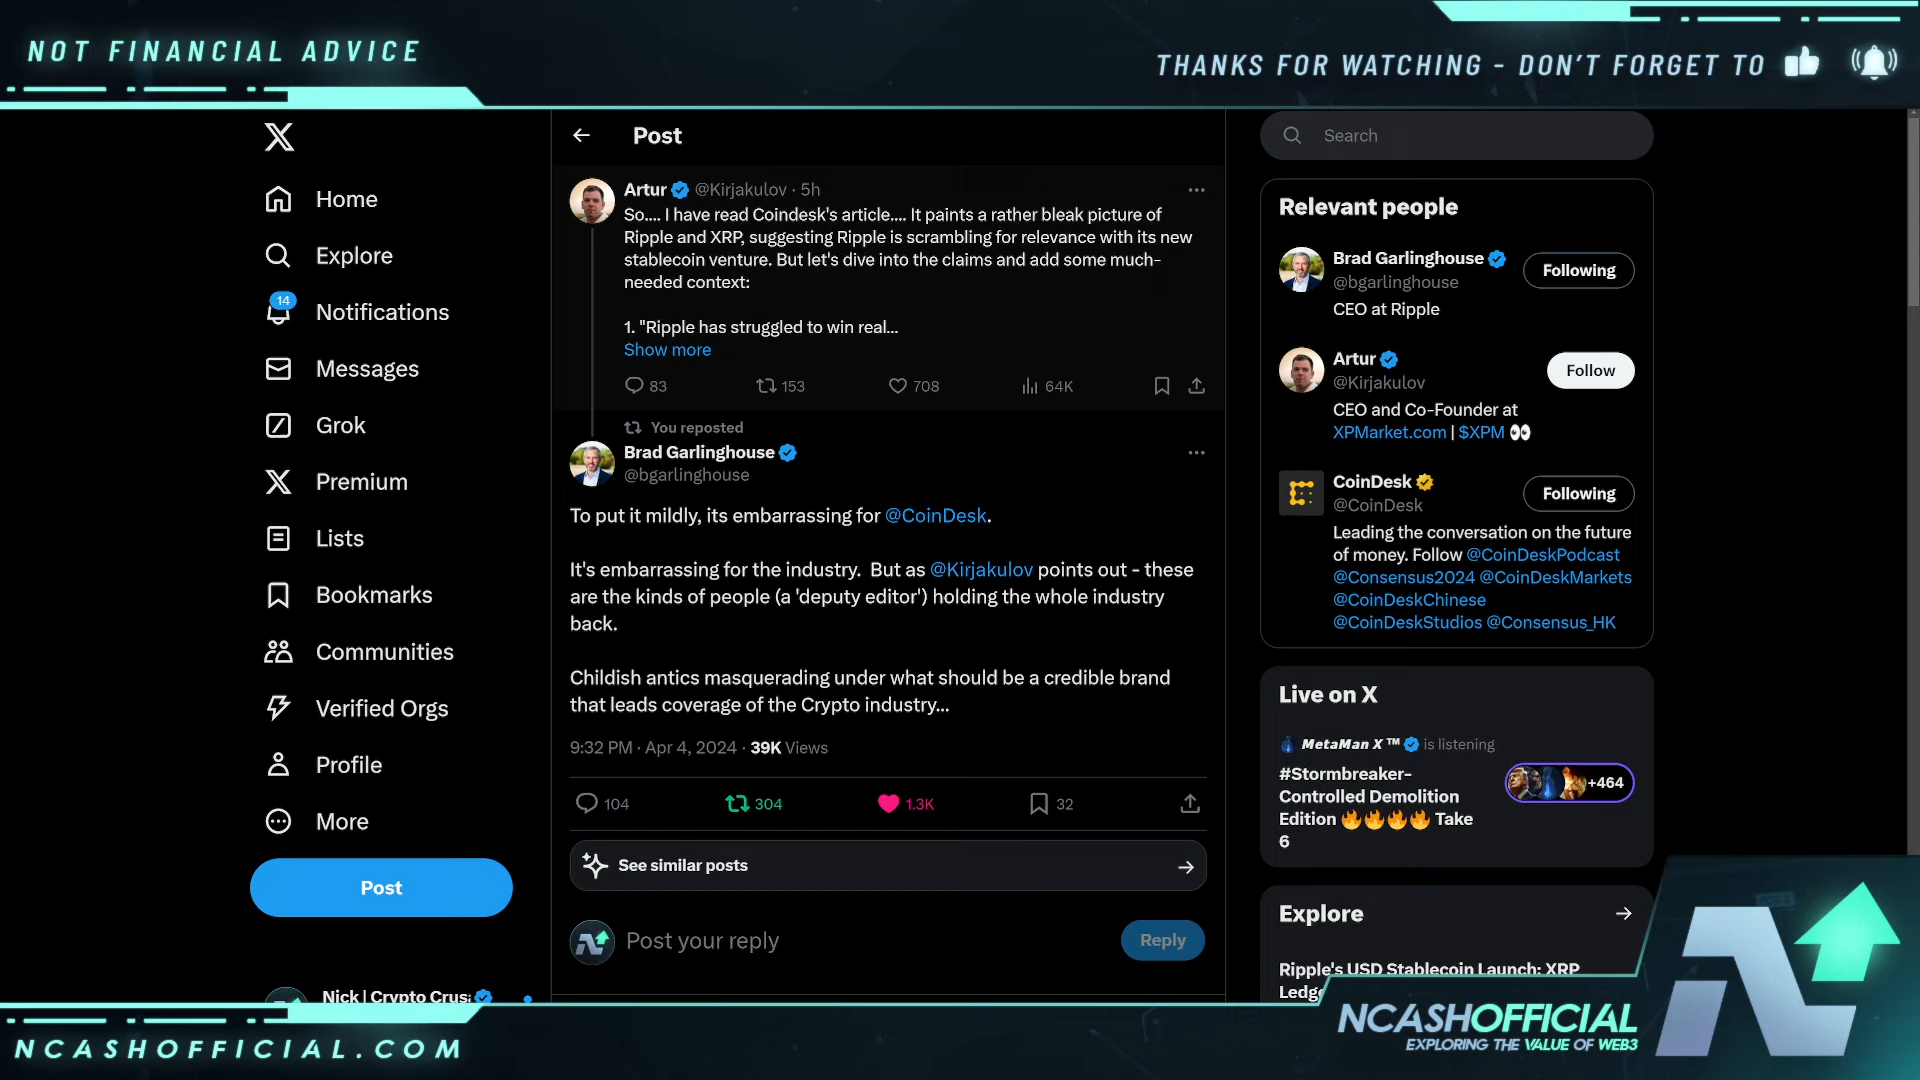 NOT FINANCIAL ADVICE
THANKS FOR WATCHING - DON'T FORGET TO
Home
Explore
14
Notifications
Messages
Grok
Premium
Lists
Bookmarks
Communities
Verified Orgs
Profile
More
Post
Nick | Crypto Crus
Post
Artur @Kirjakulov · 5h
So.... I have read Coindesk's article.... It paints a rather bleak picture of
Ripple and XRP, suggesting Ripple is scrambling for relevance with its new
stablecoin venture. But let's dive into the claims and add some much-
needed context:
1. "Ripple has struggled to win real...
Show more
83 153 708 64K
You reposted
Brad Garlinghouse
@bgarlinghouse
To put it mildly, its embarrassing for @CoinDesk.
It's embarrassing for the industry.  But as @Kirjakulov points out - these
are the kinds of people (a 'deputy editor') holding the whole industry
back.
Childish antics masquerading under what should be a credible brand
that leads coverage of the Crypto industry...
9:32 PM · Apr 4, 2024 · 39K Views
104 304 1.3K 32
See similar posts
Post your reply
Reply
Search
Relevant people
Brad Garlinghouse
@bgarlinghouse
Following
CEO at Ripple
Artur
@Kirjakulov
Follow
CEO and Co-Founder at
XPMarket.com | $XPM 👀
CoinDesk
@CoinDesk
Following
Leading the conversation on the future
of money. Follow @CoinDeskPodcast
@Consensus2024 @CoinDeskMarkets
@CoinDeskChinese
@CoinDeskStudios @Consensus_HK
Live on X
MetaMan X ™ is listening
#Stormbreaker-
Controlled Demolition
Edition 🔥🔥🔥🔥 Take
6
+464
Explore
Ripple's USD Stablecoin Launch: XRP
NCASHOFFICIAL.COM
NCASHOFFICIAL
EXPLORING THE VALUE OF WEB3